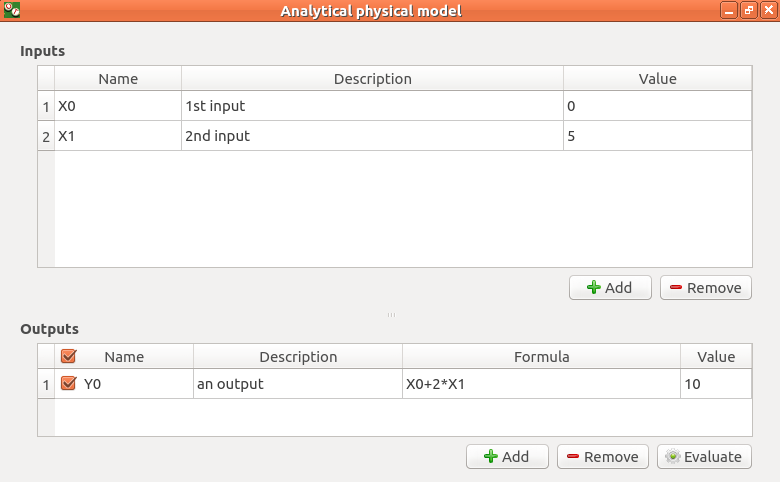 Analytical physical model
Inputs
Name Description Value
1 X0 1st input 0
2 X1 2nd input 5
Add Remove
Outputs
Name Description Formula Value
1 Y0 an output X0+2*X1 10
Add Remove Evaluate